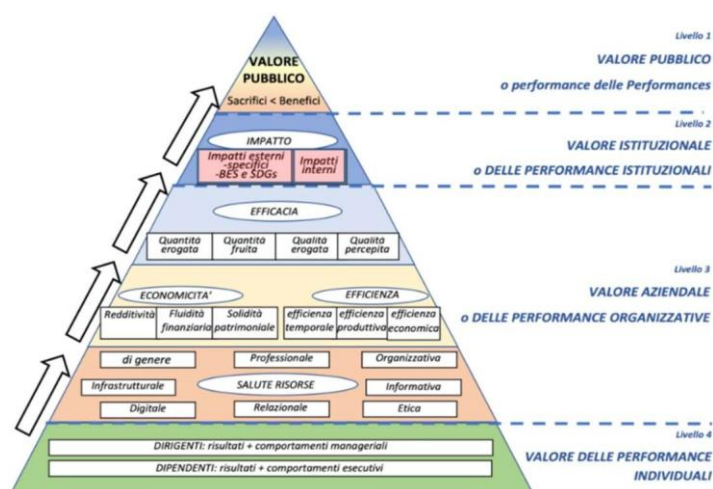 Livello 1
VALORE
PUBBLICO
VALORE PUBBLICO
o performance delle Performances
Sacrifici < Benefici
Livello 2
IMPATTO
VALORE ISTITUZIONALE
Impatti esterni
-specifici
-BES e SDGs
Impatti
interni
o DELLE PERFORMANCE ISTITUZIONALI
EFFICACIA
Quantità
erogata
Quantità
fruita
Qualità
erogata
Qualità
percepita
Livello 3
ECONOMICITA'
EFFICIENZA
VALORE AZIENDALE
o DELLE PERFORMANCE ORGANIZZATIVE
Redditività
Fluidità
finanziaria
Solidità
patrimoniale
efficienza
temporale
efficienza
produttiva
efficienza
economica
di genere
Professionale
Organizzativa
Infrastrutturale
SALUTE RISORSE
Informativa
Digitale
Relazionale
Etica
Livello 4
DIRIGENTI: risultati + comportamenti manageriali
DIPENDENTI: risultati + comportamenti esecutivi
VALORE DELLE PERFORMANCE
INDIVIDUALI